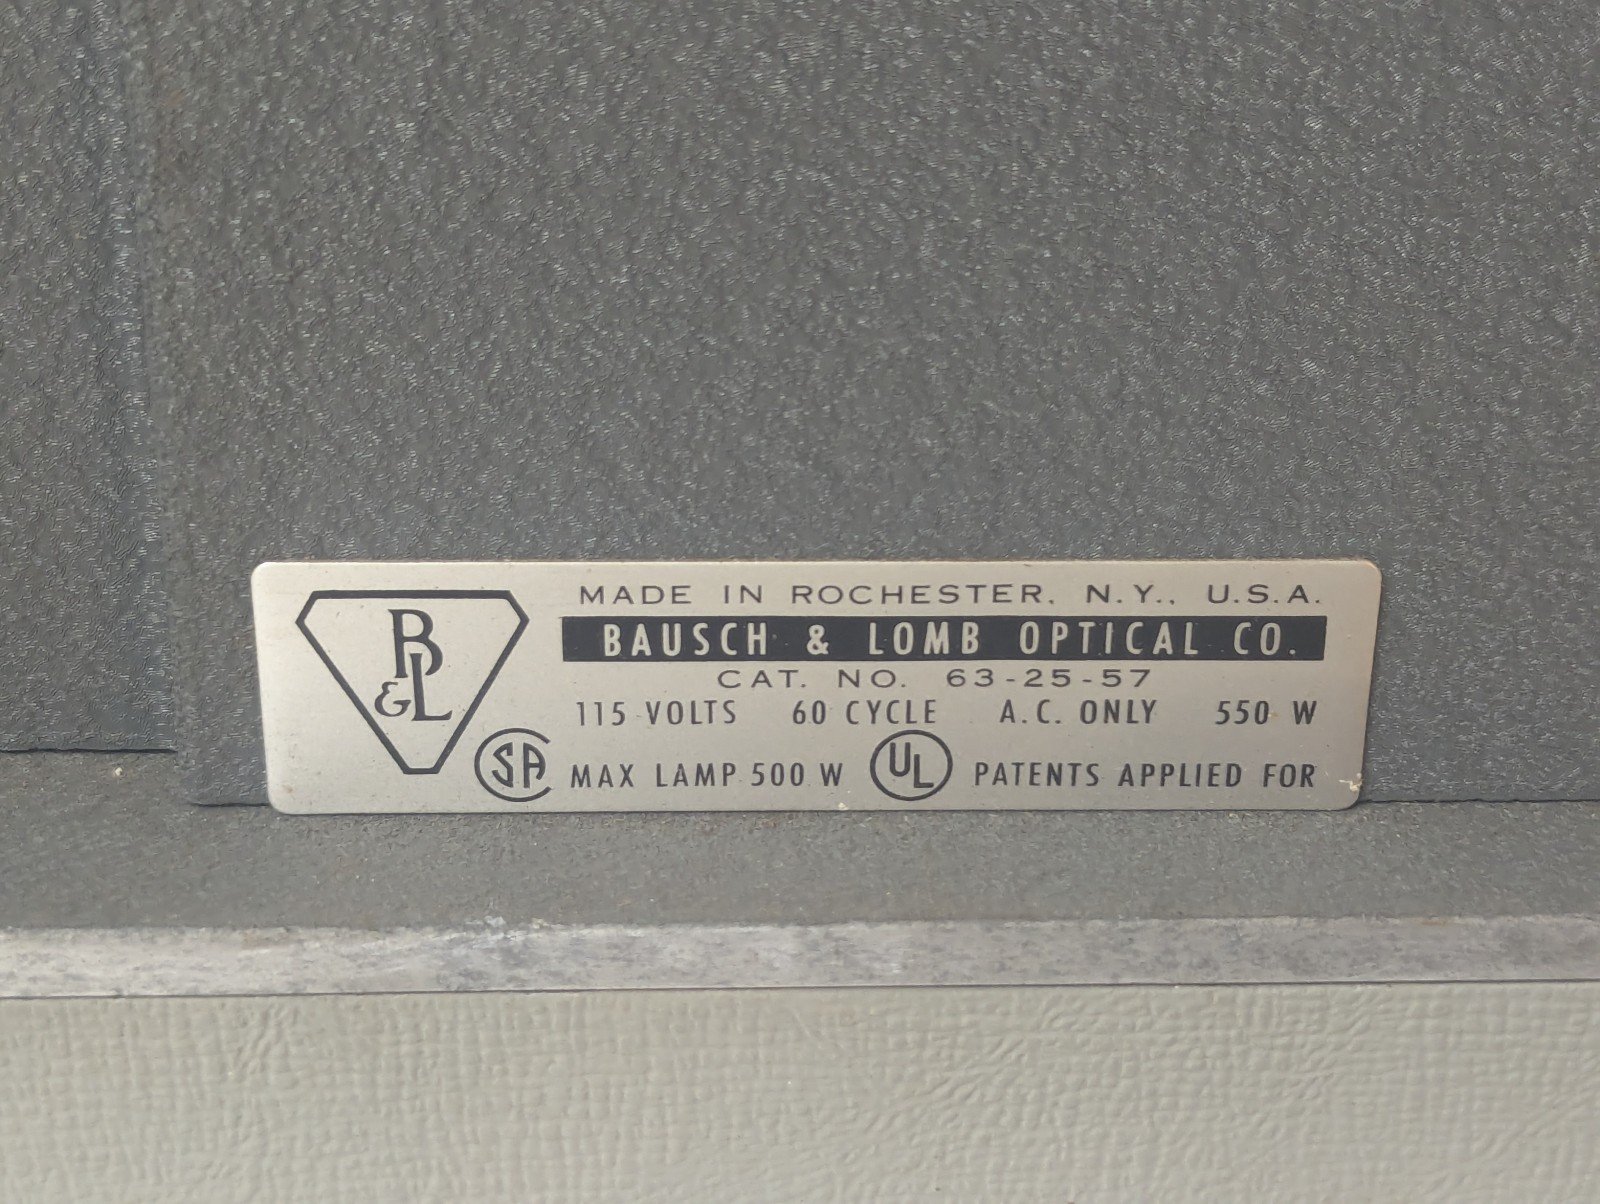 B&L
MADE IN ROCHESTER, N.Y., U.S.A.
BAUSCH & LOMB OPTICAL CO.
CAT. NO. 63-25-57
115 VOLTS 60 CYCLE A.C. ONLY 550 W
CSA MAX LAMP 500 W UL PATENTS APPLIED FOR